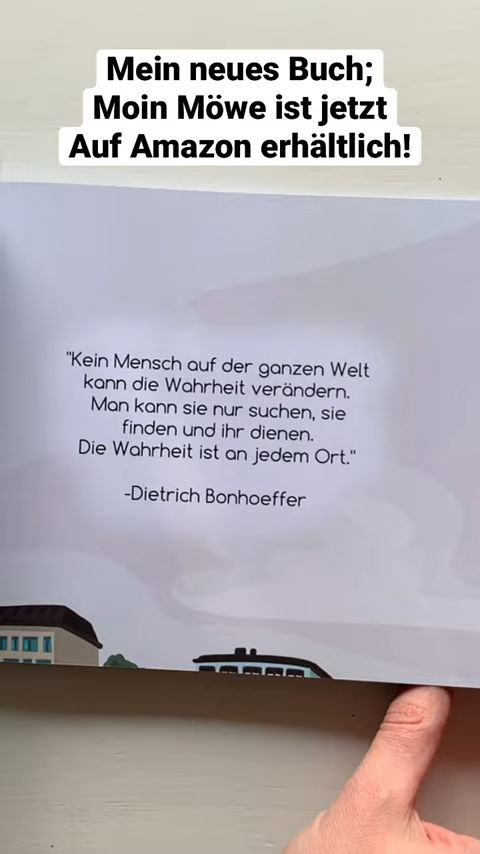 Mein neues Buch;
Moin Möwe ist jetzt
Auf Amazon erhältlich!
"Kein Mensch auf der ganzen Welt
kann die Wahrheit verändern.
Man kann sie nur suchen, sie
finden und ihr dienen.
Die Wahrheit ist an jedem Ort."
-Dietrich Bonhoeffer